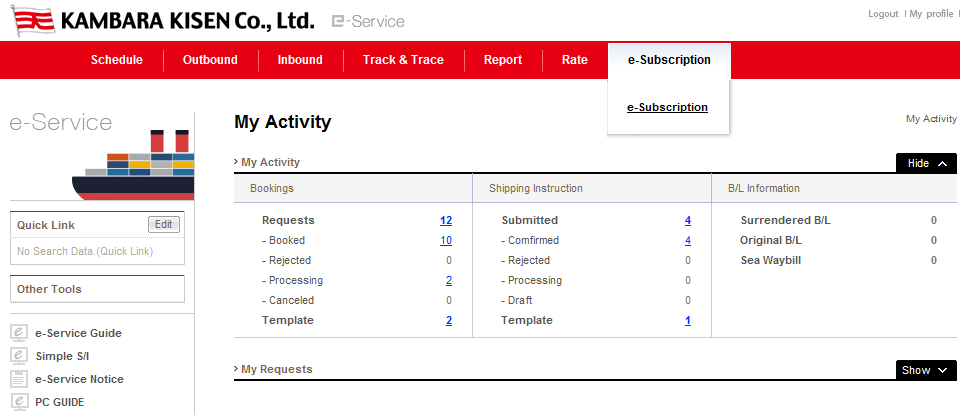 KAMBARA KISEN Co., Ltd. e-Service
Logout | My profile |
Schedule | Outbound | Inbound | Track & Trace | Report | Rate | e-Subscription
e-Subscription
e-Service
My Activity
My Activity
My Activity
Hide
Bookings
Shipping Instruction
B/L Information
Requests 12
- Booked 10
- Rejected 0
- Processing 2
- Canceled 0
Template 2
Submitted 4
- Comfirmed 4
- Rejected 0
- Processing 0
- Draft 0
Template 1
Surrendered B/L 0
Original B/L 0
Sea Waybill 0
Quick Link Edit
No Search Data.(Quick Link)
Other Tools
e-Service Guide
Simple S/I
e-Service Notice
PC GUIDE
My Requests
Show